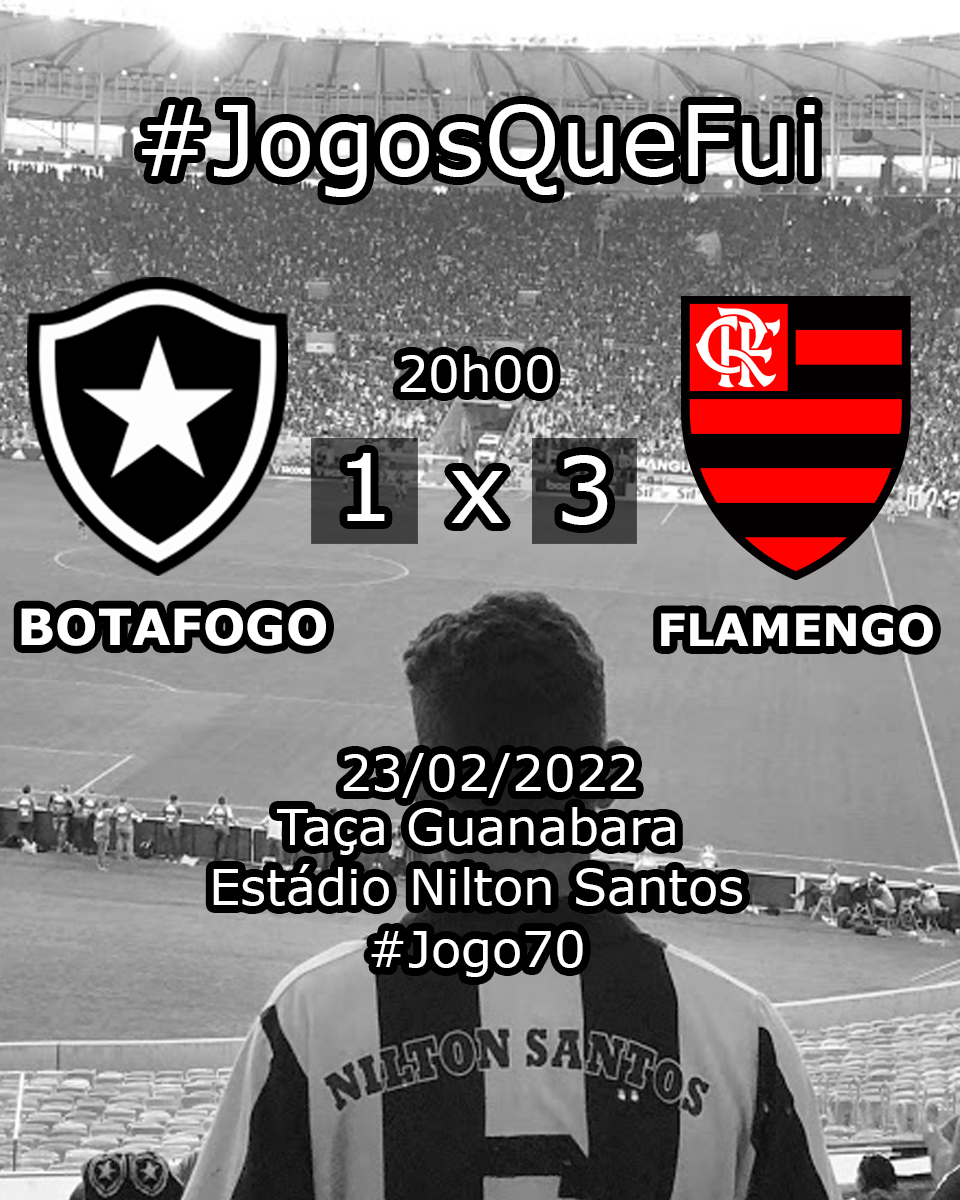 #JogosQueFui
20h00
1 x 3
BOTAFOGO
FLAMENGO
23/02/2022
Taça Guanabara
Estádio Nilton Santos
#Jogo70
NILTON SANTOS